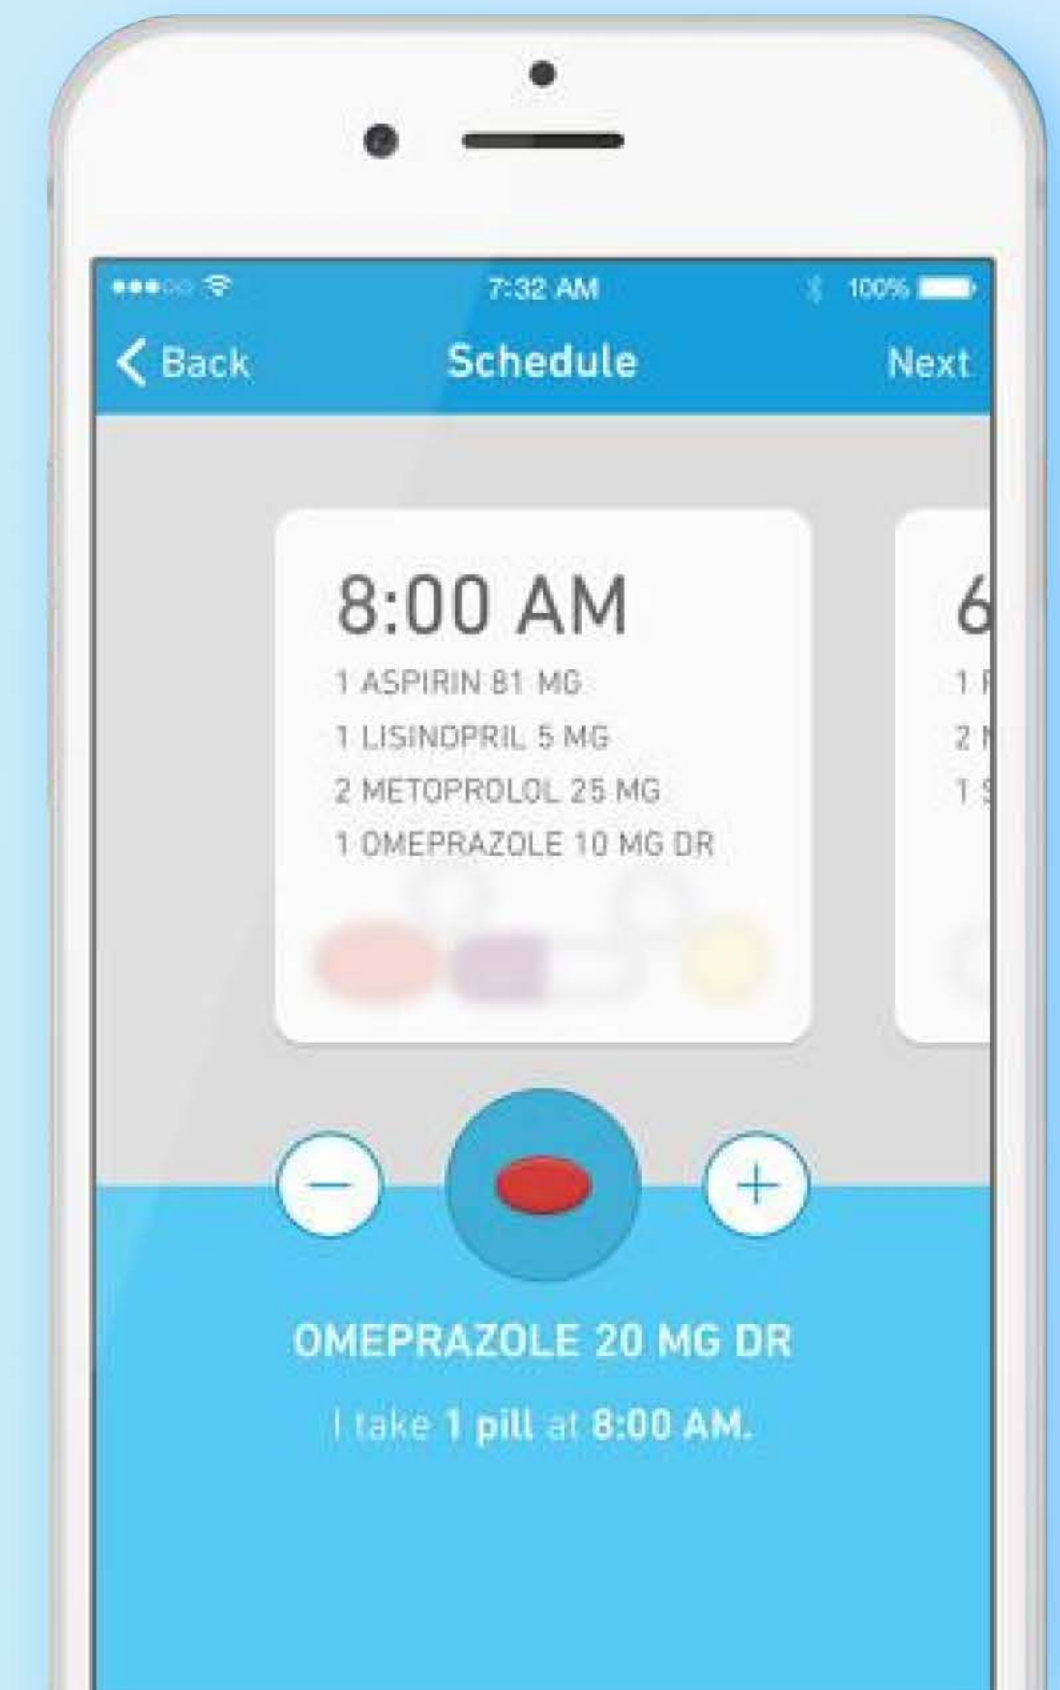 7:32 AM
100%
Back
Schedule
Next
8:00 AM
1 ASPIRIN 81 MG
1 LISINOPRIL 5 MG
2 METOPROLOL 25 MG
1 OMEPRAZOLE 10 MG DR
6
1
2
1
OMEPRAZOLE 20 MG DR
I take 1 pill at 8:00 AM.